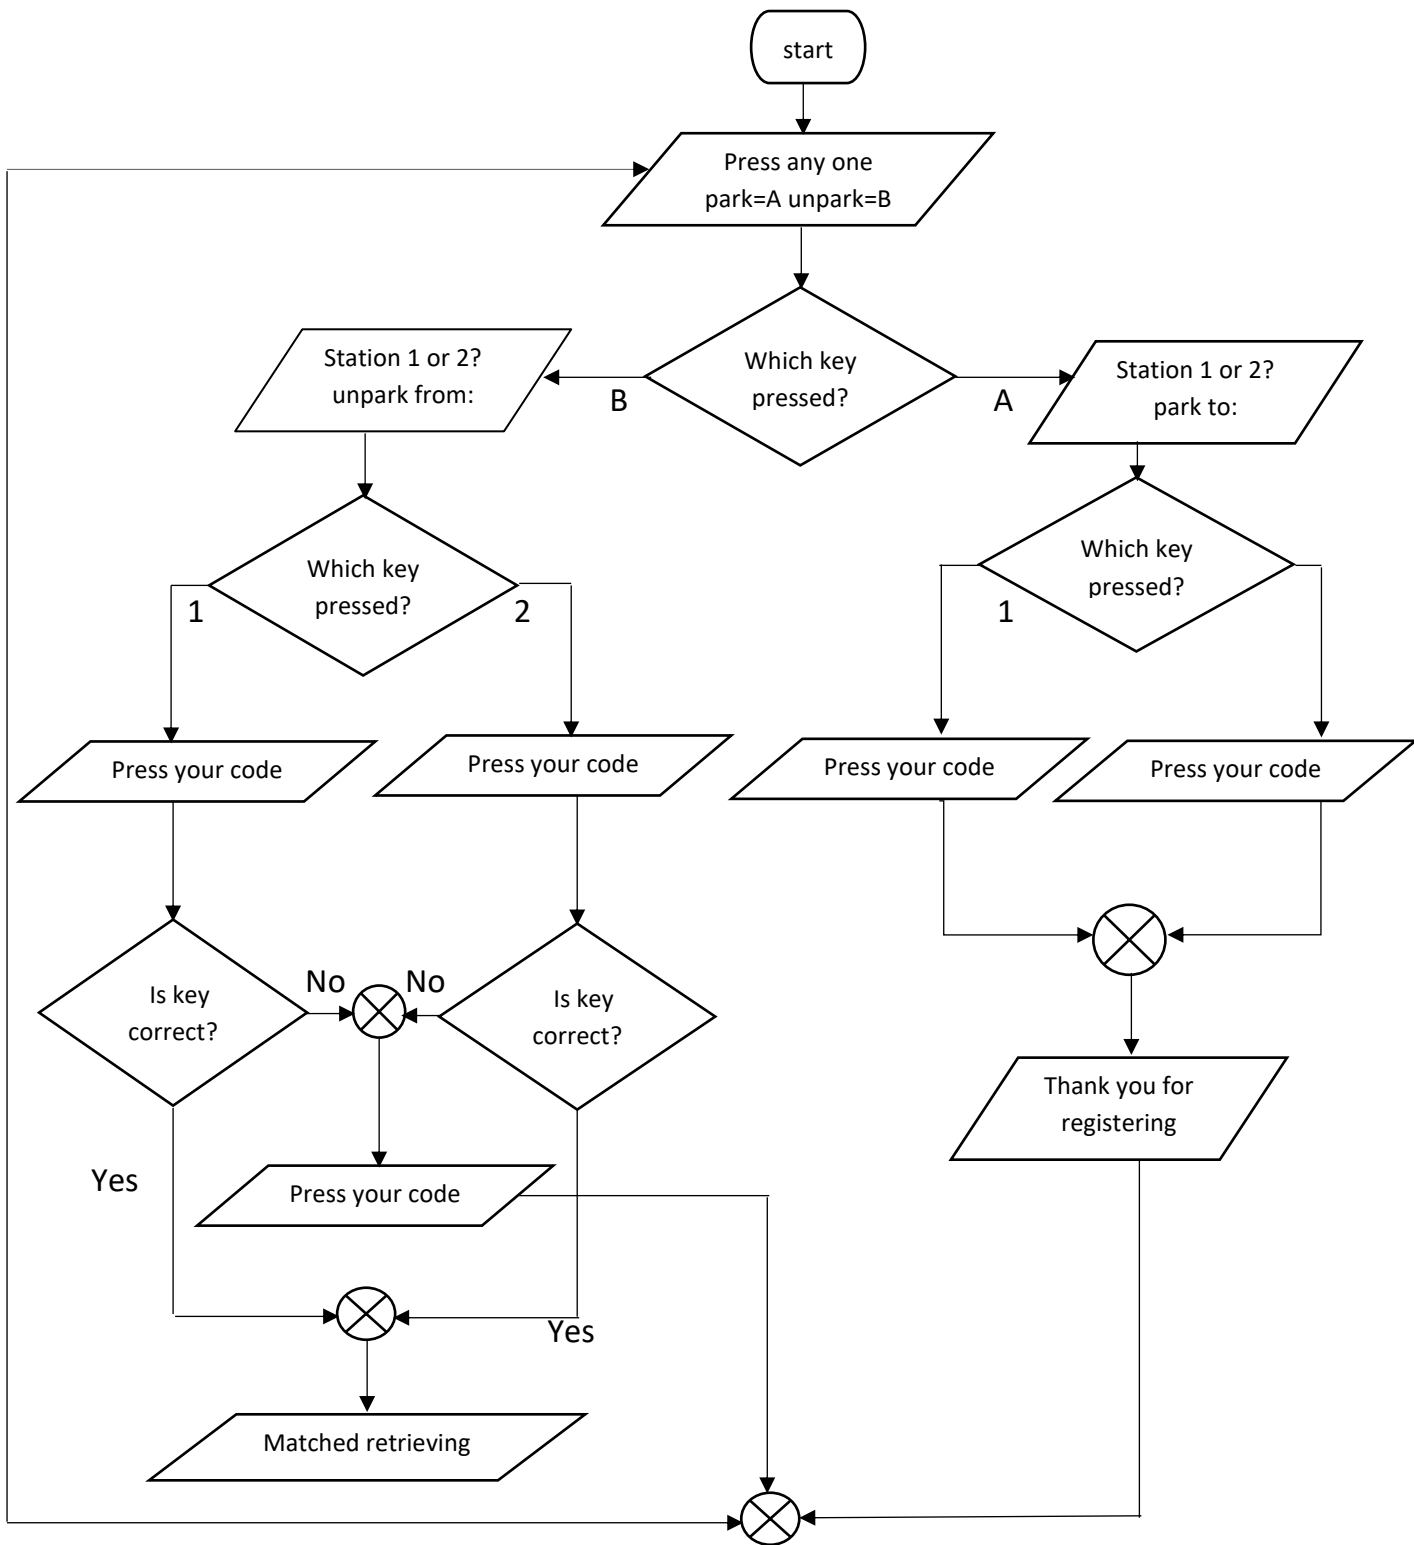 start
Press any one
park=A unpark=B
Station 1 or 2?
unpark from:
B
Which key
pressed?
A
Station 1 or 2?
park to:
Which key
pressed?
1
2
Which key
pressed?
1
Press your code
Press your code
Press your code
Press your code
Is key
correct?
No
No
Is key
correct?
Thank you for
registering
Yes
Press your code
Yes
Matched retrieving